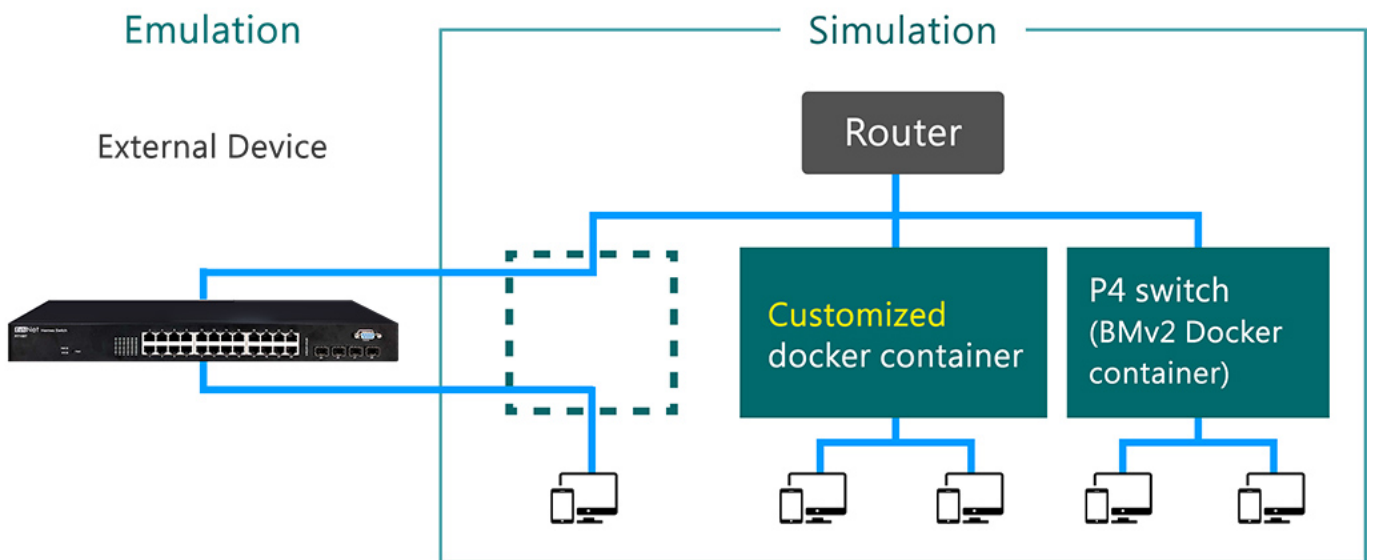 Emulation
Simulation
External Device
Router
Customized
docker container
P4 switch
(BMv2 Docker
container)